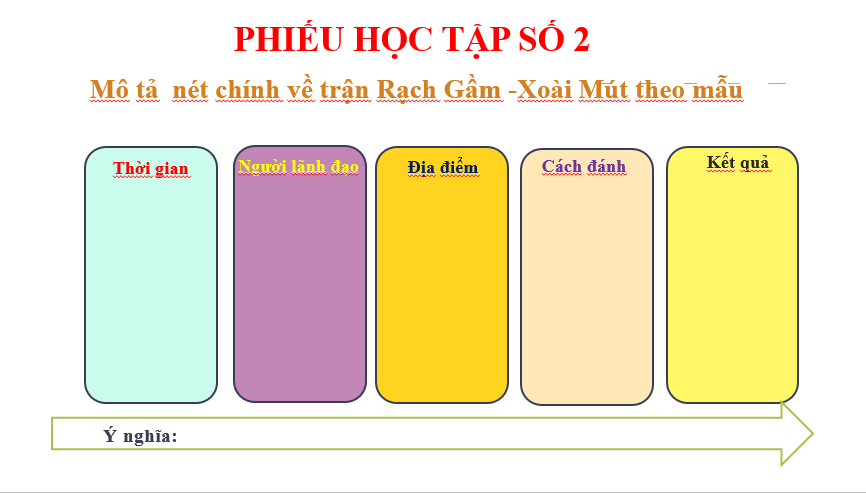 PHIẾU HỌC TẬP SỐ 2
Mô tả nét chính về trận Rạch Gầm -Xoài Mút theo mẫu
Thời gian
Người lãnh đạo
Địa điểm
Cách đánh
Kết quả
Ý nghĩa: